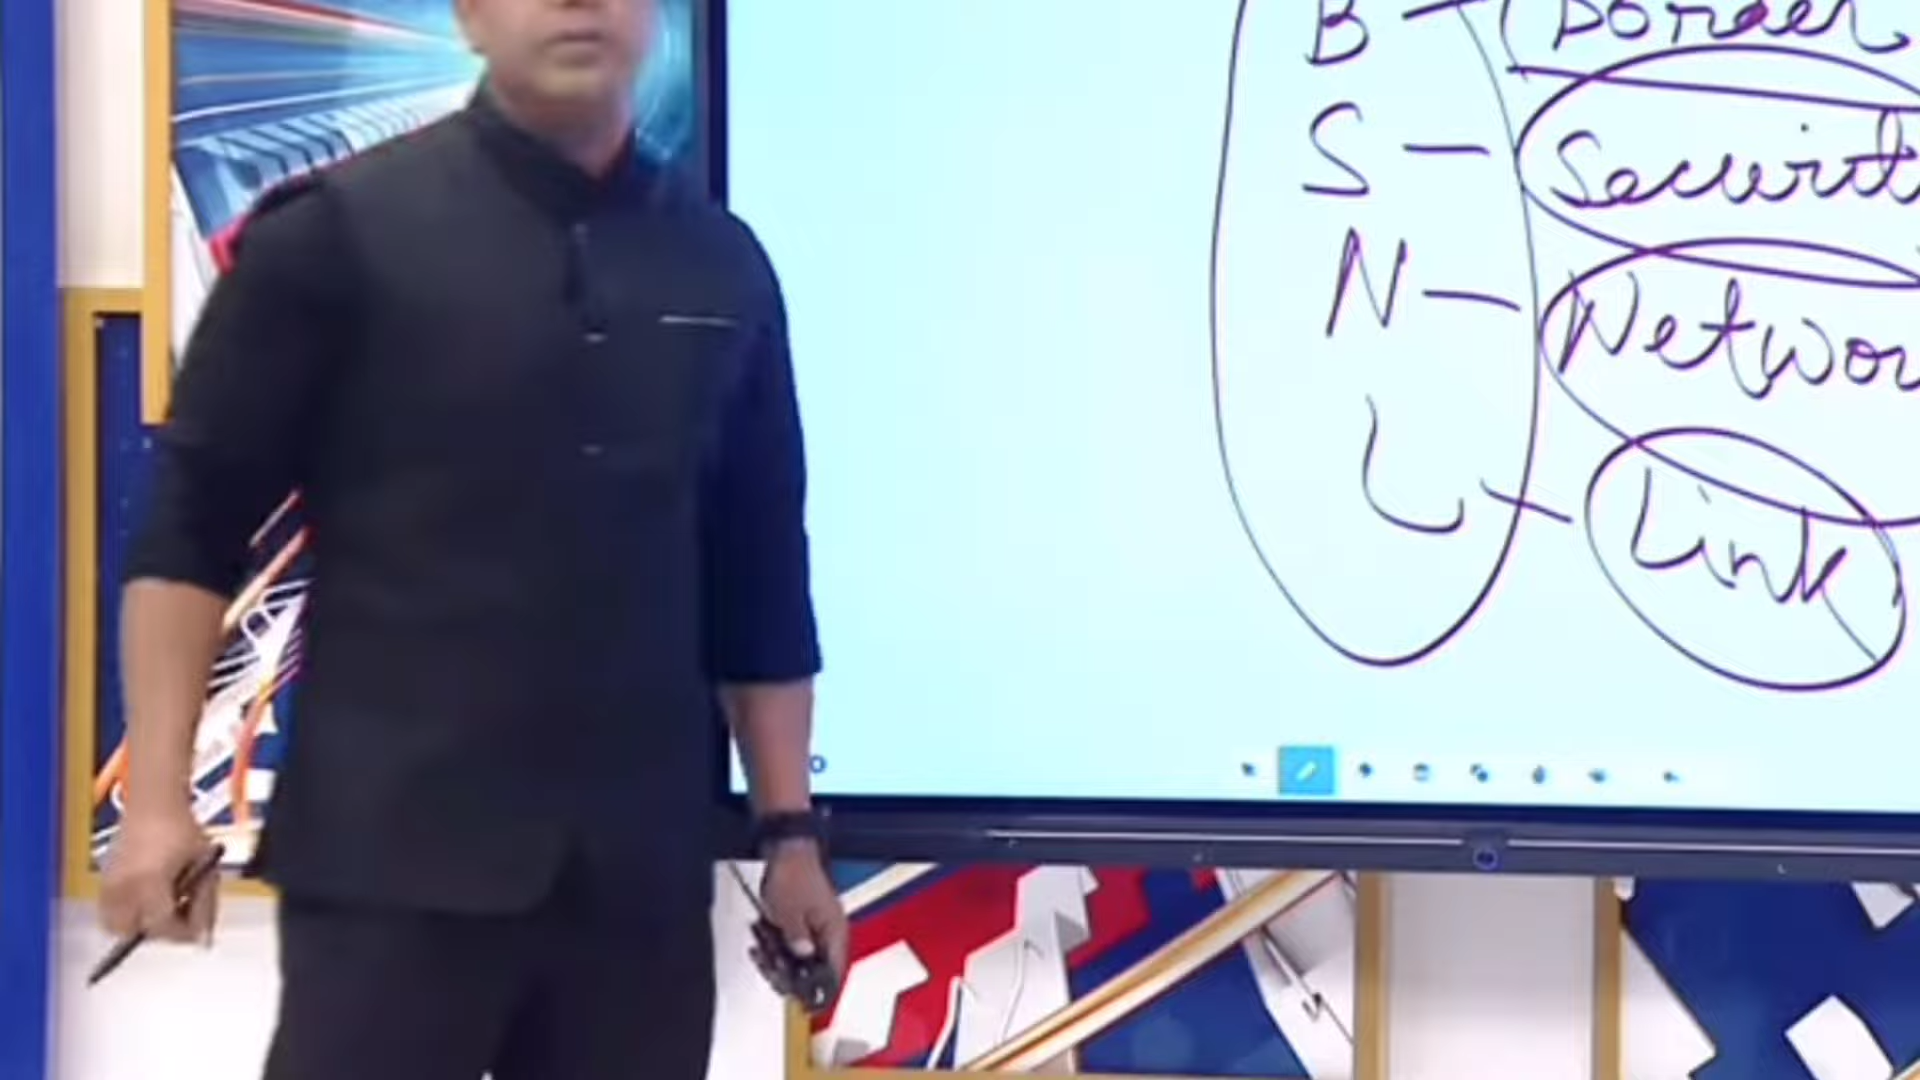 B - Border
S - Securit
N - Networ
L - Link